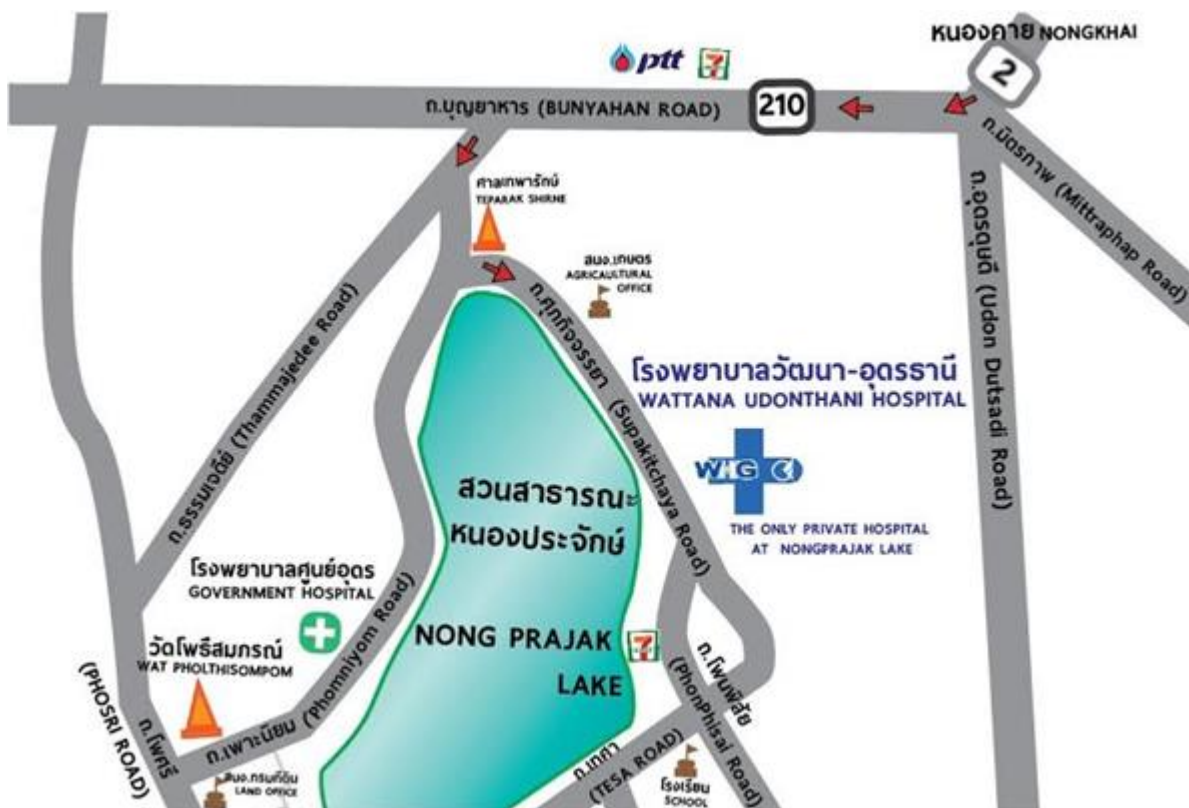 หนองคาย NONGKHAI
2
ptt
7
210
ถ.บุญยาหาร (BUNYAHAN ROAD)
ถ.มิตรภาพ (Mittraphap Road)
ศาลเทพารักษ์
TEPARAK SHIRNE
สนง.เกษตร
AGRICAULTURAL
OFFICE
ถ.อุดรดุษดี (Udon Dutsadi Road)
ถ.ศุภกิจจรรยา (Supakitchaya Road)
ถ.ธรรมเจดีย์ (Thammajedee Road)
โรงพยาบาลวัฒนา-อุดรธานี
WATTANA UDONTHANI HOSPITAL
WHG
THE ONLY PRIVATE HOSPITAL
AT NONGPRAJAK LAKE
สวนสาธารณะ
หนองประจักษ์
NONG PRAJAK
LAKE
7
โรงพยาบาลศูนย์อุดร
GOVERNMENT HOSPITAL
วัดโพธิสมภรณ์
WAT PHOLTHISOMPOM
ถ.เพาะนิยม (Phomniyom Road)
ถ.โพศรี
(PHOSRI ROAD)
สนง.กรมที่ดิน
LAND OFFICE
ถ.โพนพิสัย
(PhonPhisai Road)
ถ.เทศา
(TESA ROAD)
โรงเรียน
SCHOOL